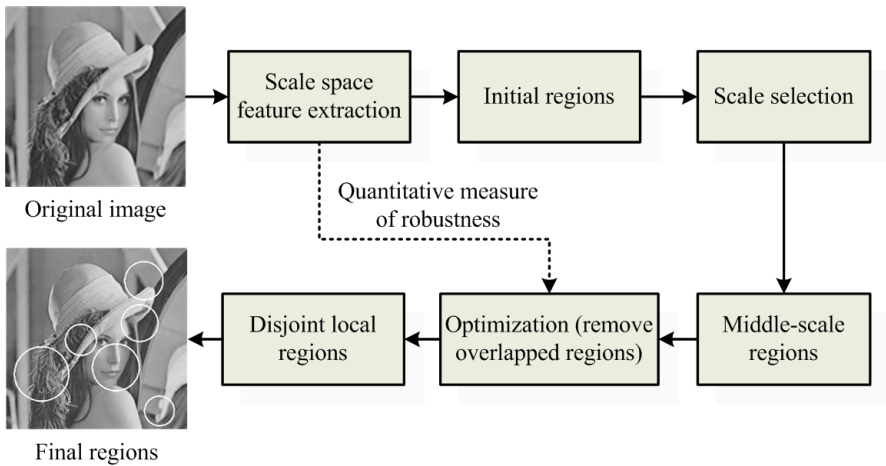 Scale space
feature extraction
Initial regions
Scale selection
Original image
Quantitative measure
of robustness
Disjoint local
regions
Optimization (remove
overlapped regions)
Middle-scale
regions
Final regions